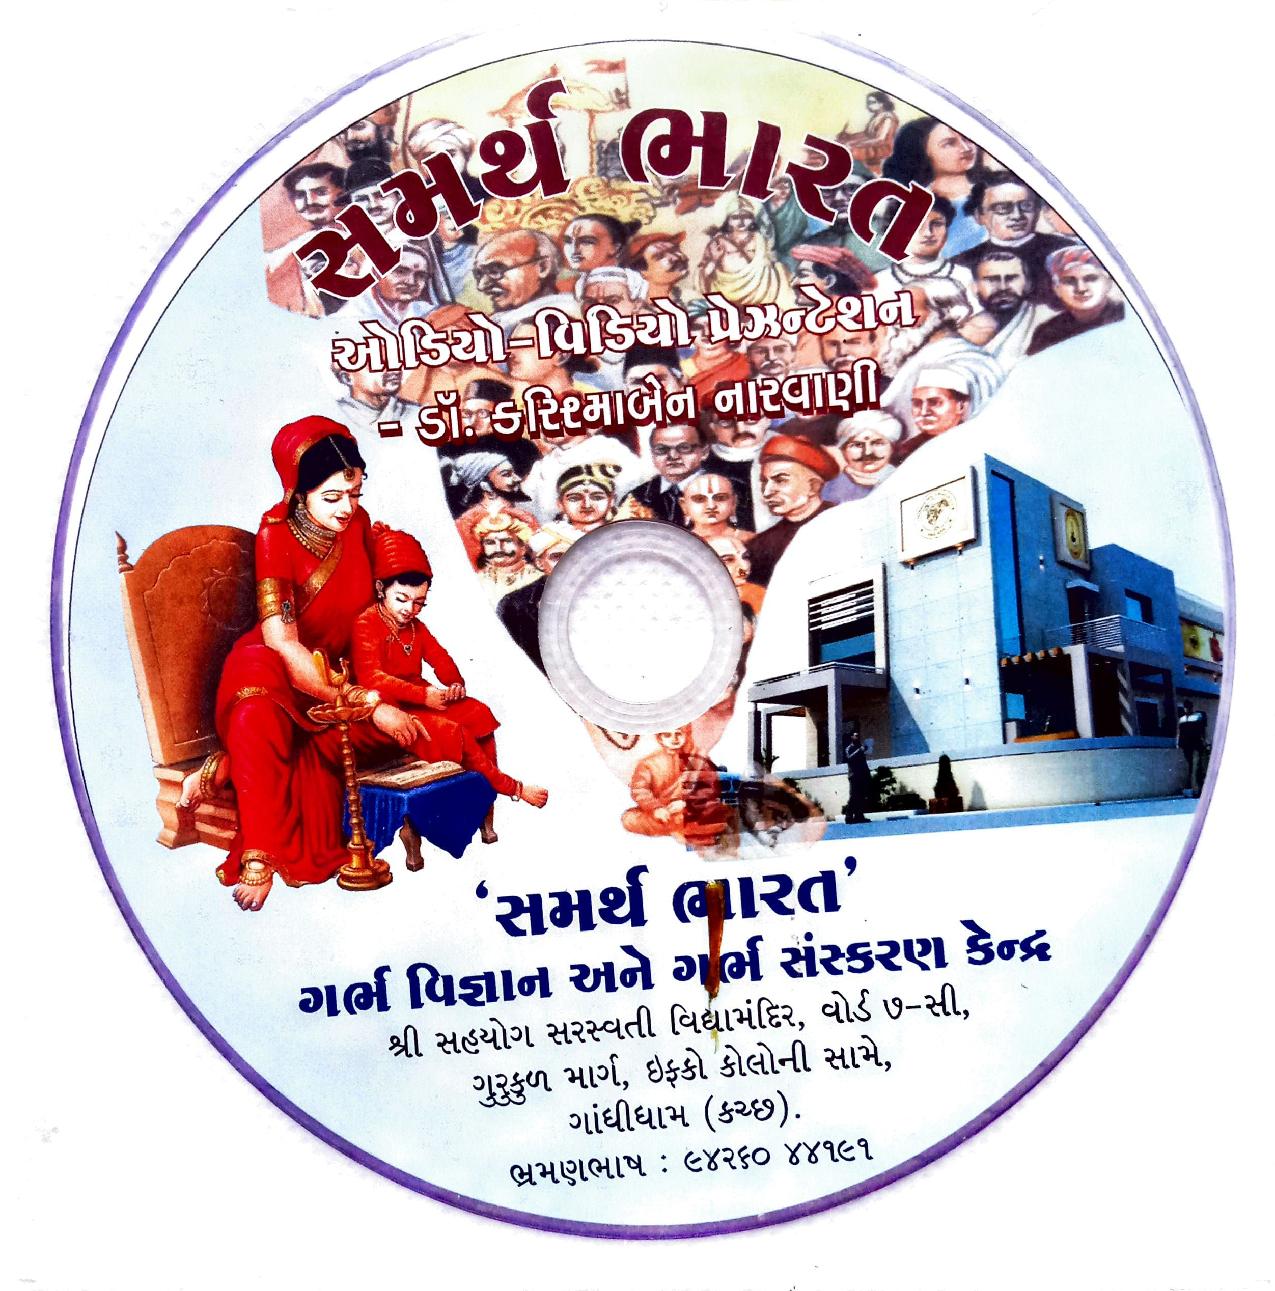 સમર્થ ભારત
ઓડિયો-વિડિયો પ્રેઝન્ટેશન
- ડૉ. કરિશ્માબેન નારવાણી
‘સમર્થ ભારત’
ગર્ભ વિજ્ઞાન અને ગર્ભ સંસ્કરણ કેન્દ્ર
શ્રી સહયોગ સરસ્વતી વિદ્યામંદિર, વોર્ડ ૭-સી,
ગુરુકુળ માર્ગ, ઇફકો કોલોની સામે,
ગાંધીધામ (કચ્છ).
ભ્રમણભાષ : ૯૪૨૬૦ ૪૪૧૯૧